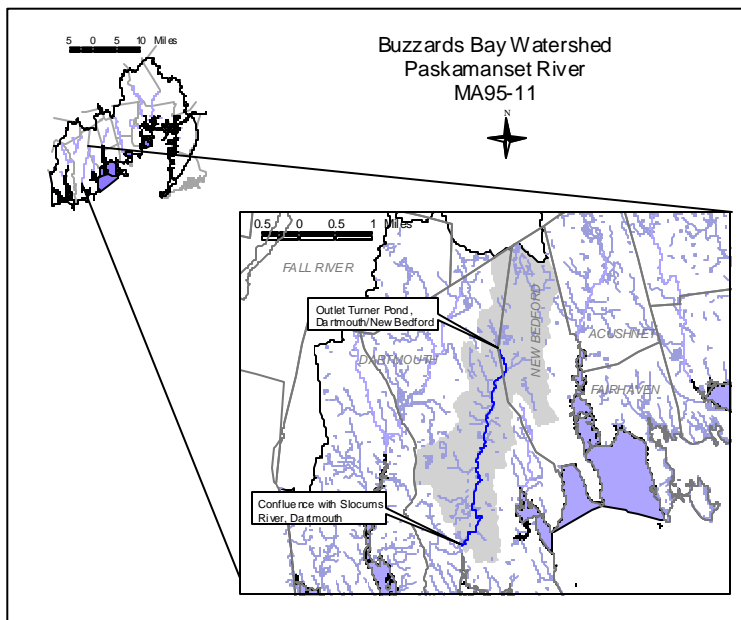 5 0 5 10 Miles
Buzzards Bay Watershed
Paskamanset River
MA95-11
N
0.5 0 0.5 1 Miles
FALL RIVER
Outlet Turner Pond,
Dartmouth/New Bedford
NEW BEDFORD
ACUSHNET
DARTMOUTH
FAIRHAVEN
Confluence with Slocums
River, Dartmouth